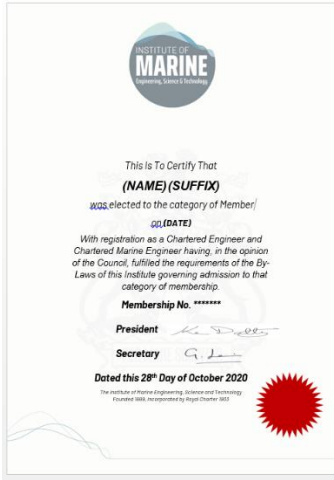 INSTITUTE OF
MARINE
Engineering, Science & Technology
This Is To Certify That
(NAME) (SUFFIX)
was elected to the category of Member
on (DATE)
With registration as a Chartered Engineer and
Chartered Marine Engineer having, in the opinion
of the Council, fulfilled the requirements of the By-
Laws of this Institute governing admission to that
category of membership.
Membership No. *******
President
Secretary
Dated this 28th Day of October 2020
The Institute of Marine Engineering, Science and Technology
Founded 1889, Incorporated by Royal Charter 1933